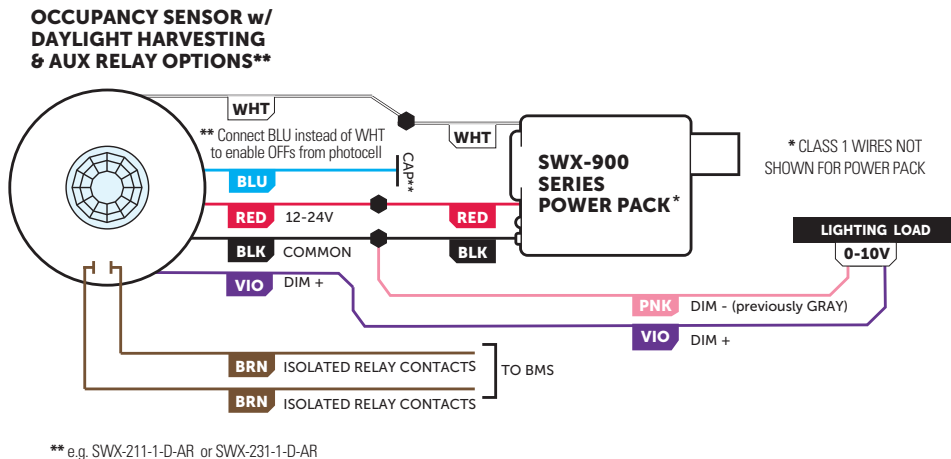 OCCUPANCY SENSOR w/
DAYLIGHT HARVESTING
& AUX RELAY OPTIONS**
WHT
** Connect BLU instead of WHT
to enable OFFs from photocell
WHT
CAP**
BLU
SWX-900
SERIES
POWER PACK*
* CLASS 1 WIRES NOT
SHOWN FOR POWER PACK
RED 12-24V
RED
BLK COMMON
BLK
LIGHTING LOAD
0-10V
VIO DIM +
PNK DIM - (previously GRAY)
VIO DIM +
BRN ISOLATED RELAY CONTACTS
TO BMS
BRN ISOLATED RELAY CONTACTS
** e.g. SWX-211-1-D-AR or SWX-231-1-D-AR